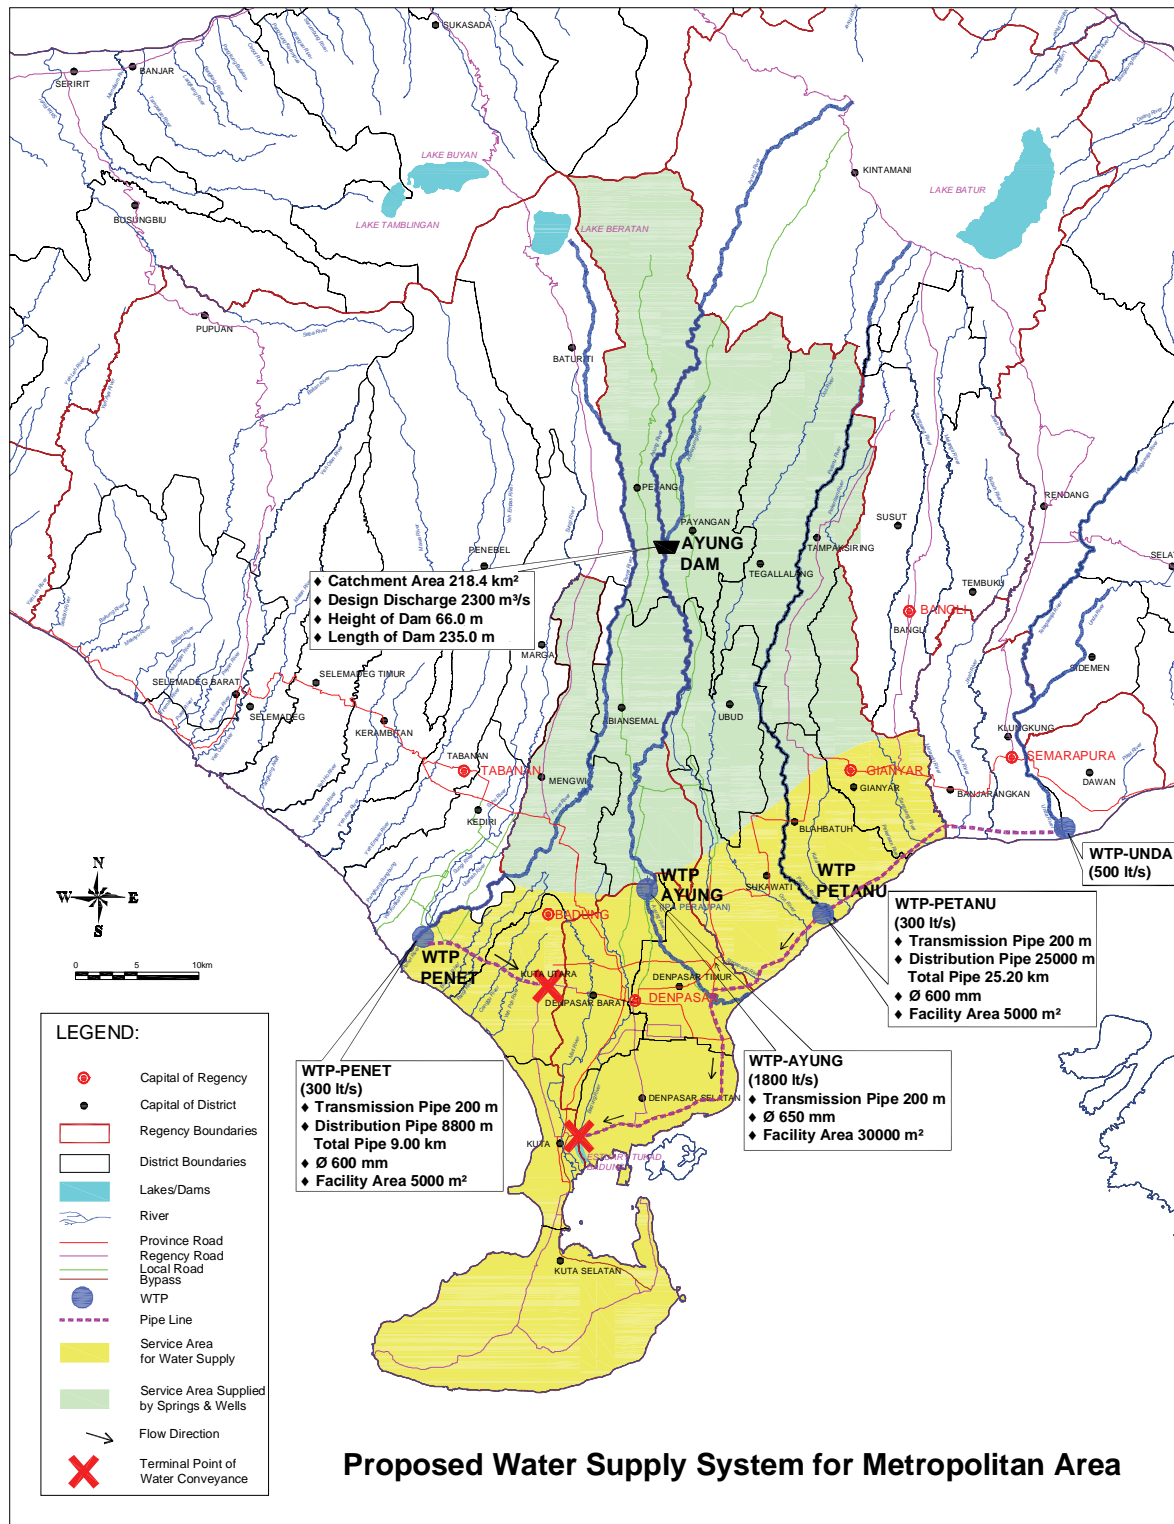 SUKASADA
BANJAR
SERIRIT
LAKE BUYAN
KINTAMANI
LAKE BATUR
BUSUNGBIU
LAKE TAMBLINGAN
LAKE BERATAN
PUPUAN
BATURITI
PETANG
RENDANG
SUSUT
PAYANGAN
AYUNG
DAM
TAMPAKSIRING
PENEBEL
TEGALLALANG
SELAT
TEMBUKU
BANGLI
BANGLI
♦ Catchment Area 218.4 km²
♦ Design Discharge 2300 m³/s
♦ Height of Dam 66.0 m
♦ Length of Dam 235.0 m
MARGA
SIDEMEN
SELEMADEG TIMUR
SELEMADEG BARAT
SELEMADEG
ABIANSEMAL
UBUD
KERAMBITAN
KLUNGKUNG
SEMARAPURA
TABANAN
TABANAN
MENGWI
GIANYAR
GIANYAR
DAWAN
BANJARANGKAN
KEDIRI
BLAHBATUH
WTP-UNDA
(500 lt/s)
WTP
AYUNG
(IPA PERAUPAN)
SUKAWATI
WTP
PETANU
WTP-PETANU
(300 lt/s)
♦ Transmission Pipe 200 m
♦ Distribution Pipe 25000 m
Total Pipe 25.20 km
♦ Ø 600 mm
♦ Facility Area 5000 m²
N
W E
S
0 5 10km
BADUNG
WTP
PENET
KUTA UTARA
DENPASAR TIMUR
DENPASAR BARAT
DENPASAR
WTP-PENET
(300 lt/s)
♦ Transmission Pipe 200 m
♦ Distribution Pipe 8800 m
Total Pipe 9.00 km
♦ Ø 600 mm
♦ Facility Area 5000 m²
WTP-AYUNG
(1800 lt/s)
♦ Transmission Pipe 200 m
♦ Ø 650 mm
♦ Facility Area 30000 m²
DENPASAR SELATAN
KUTA
ESTUARY TUKAD
BADUNG
KUTA SELATAN
LEGEND:
Capital of Regency
Capital of District
Regency Boundaries
District Boundaries
Lakes/Dams
River
Province Road
Regency Road
Local Road
Bypass
WTP
Pipe Line
Service Area
for Water Supply
Service Area Supplied
by Springs & Wells
Flow Direction
Terminal Point of
Water Conveyance
Proposed Water Supply System for Metropolitan Area